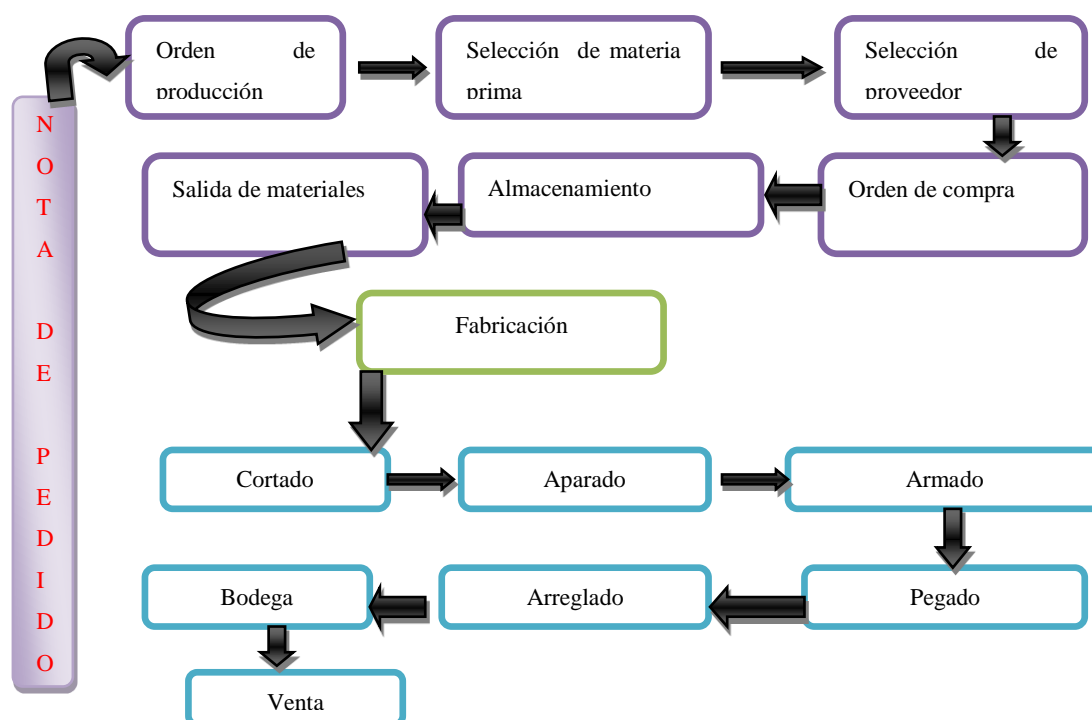 NOTA DE PEDIDO
Orden de
producción
Selección de materia
prima
Selección de
proveedor
Salida de materiales
Almacenamiento
Orden de compra
Fabricación
Cortado
Aparado
Armado
Bodega
Arreglado
Pegado
Venta